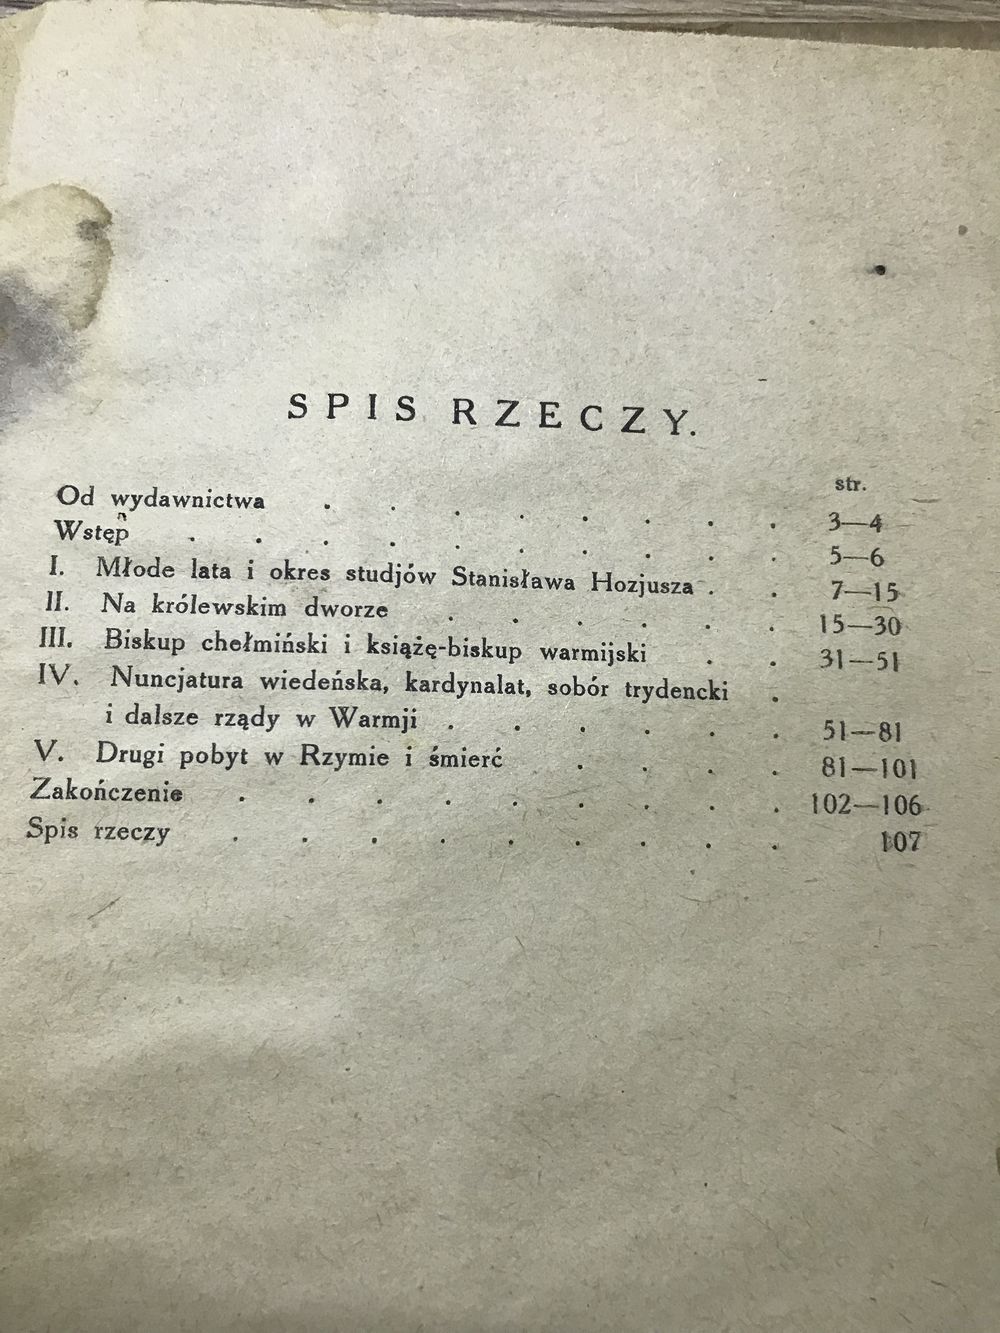 SPIS RZECZY.
str.
Od wydawnictwa . . . . . . . . 3—4
Wstęp . . . . . . . . . . 5—6
I. Młode lata i okres studjów Stanisława Hozjusza . . 7—15
II. Na królewskim dworze . . . . . . 15—30
III. Biskup chełmiński i książę-biskup warmijski . . 31—51
IV. Nuncjatura wiedeńska, kardynalat, sobór trydencki .
i dalsze rządy w Warmji . . . . . . 51—81
V. Drugi pobyt w Rzymie i śmierć . . . . 81—101
Zakończenie . . . . . . . . . 102—106
Spis rzeczy . . . . . . . . . 107